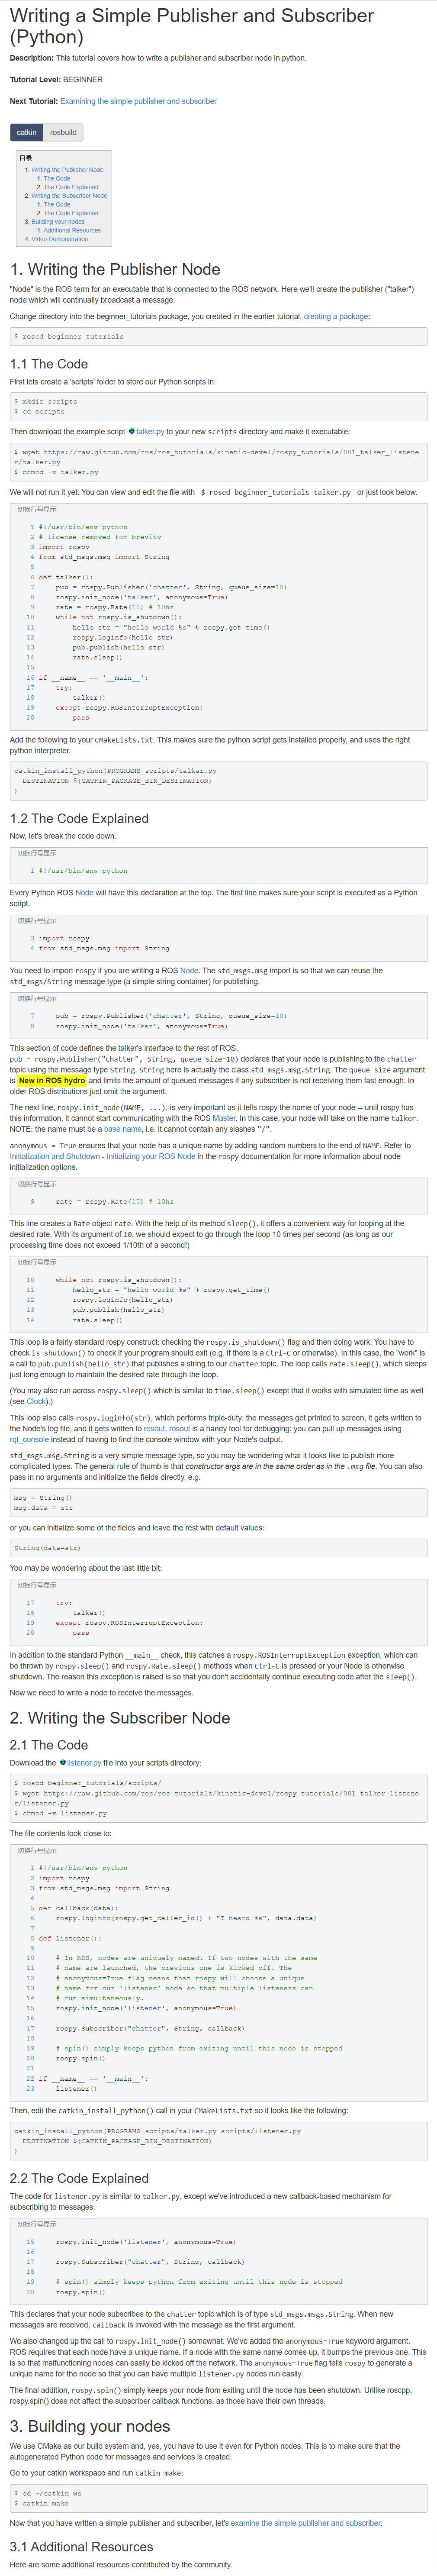 Writing a Simple Publisher and Subscriber
(Python)
Description: This tutorial covers how to write a publisher and subscriber node in python.
Tutorial Level: BEGINNER
Next Tutorial: Examining the simple publisher and subscriber
catkin rosbuild
目录
1. Writing the Publisher Node
1. The Code
2. The Code Explained
2. Writing the Subscriber Node
1. The Code
2. The Code Explained
3. Building your nodes
1. Additional Resources
4. Video Demonstration
1. Writing the Publisher Node
"Node" is the ROS term for an executable that is connected to the ROS network. Here we'll create the publisher ("talker")
node which will continually broadcast a message.
Change directory into the beginner_tutorials package, you created in the earlier tutorial, creating a package:
$ roscd beginner_tutorials
1.1 The Code
First lets create a 'scripts' folder to store our Python scripts in:
$ mkdir scripts
$ cd scripts
Then download the example script talker.py to your new scripts directory and make it executable:
$ wget https://raw.github.com/ros/ros_tutorials/kinetic-devel/rospy_tutorials/001_talker_listene
r/talker.py
$ chmod +x talker.py
We will not run it yet. You can view and edit the file with $ rosed beginner_tutorials talker.py or just look below.
切换行号显示
1 #!/usr/bin/env python
2 # license removed for brevity
3 import rospy
4 from std_msgs.msg import String
5
6 def talker():
7     pub = rospy.Publisher('chatter', String, queue_size=10)
8     rospy.init_node('talker', anonymous=True)
9     rate = rospy.Rate(10) # 10hz
10     while not rospy.is_shutdown():
11         hello_str = "hello world %s" % rospy.get_time()
12         rospy.loginfo(hello_str)
13         pub.publish(hello_str)
14         rate.sleep()
15
16 if __name__ == '__main__':
17     try:
18         talker()
19     except rospy.ROSInterruptException:
20         pass
Add the following to your CMakeLists.txt. This makes sure the python script gets installed properly, and uses the right
python interpreter.
catkin_install_python(PROGRAMS scripts/talker.py
  DESTINATION ${CATKIN_PACKAGE_BIN_DESTINATION}
)
1.2 The Code Explained
Now, let's break the code down.
切换行号显示
1 #!/usr/bin/env python
Every Python ROS Node will have this declaration at the top. The first line makes sure your script is executed as a Python
script.
切换行号显示
3 import rospy
4 from std_msgs.msg import String
You need to import rospy if you are writing a ROS Node. The std_msgs.msg import is so that we can reuse the
std_msgs/String message type (a simple string container) for publishing.
切换行号显示
7     pub = rospy.Publisher('chatter', String, queue_size=10)
8     rospy.init_node('talker', anonymous=True)
This section of code defines the talker's interface to the rest of ROS.
pub = rospy.Publisher("chatter", String, queue_size=10) declares that your node is publishing to the chatter
topic using the message type String. String here is actually the class std_msgs.msg.String. The queue_size argument
is New in ROS hydro and limits the amount of queued messages if any subscriber is not receiving them fast enough. In
older ROS distributions just omit the argument.
The next line, rospy.init_node(NAME, ...), is very important as it tells rospy the name of your node -- until rospy has
this information, it cannot start communicating with the ROS Master. In this case, your node will take on the name talker.
NOTE: the name must be a base name, i.e. it cannot contain any slashes "/".
anonymous = True ensures that your node has a unique name by adding random numbers to the end of NAME. Refer to
Initialization and Shutdown - Initializing your ROS Node in the rospy documentation for more information about node
initialization options.
切换行号显示
9     rate = rospy.Rate(10) # 10hz
This line creates a Rate object rate. With the help of its method sleep(), it offers a convenient way for looping at the
desired rate. With its argument of 10, we should expect to go through the loop 10 times per second (as long as our
processing time does not exceed 1/10th of a second!)
切换行号显示
10     while not rospy.is_shutdown():
11         hello_str = "hello world %s" % rospy.get_time()
12         rospy.loginfo(hello_str)
13         pub.publish(hello_str)
14         rate.sleep()
This loop is a fairly standard rospy construct: checking the rospy.is_shutdown() flag and then doing work. You have to
check is_shutdown() to check if your program should exit (e.g. if there is a Ctrl-C or otherwise). In this case, the "work" is
a call to pub.publish(hello_str) that publishes a string to our chatter topic. The loop calls rate.sleep(), which sleeps
just long enough to maintain the desired rate through the loop.
(You may also run across rospy.sleep() which is similar to time.sleep() except that it works with simulated time as well
(see Clock).)
This loop also calls rospy.loginfo(str), which performs triple-duty: the messages get printed to screen, it gets written to
the Node's log file, and it gets written to rosout. rosout is a handy tool for debugging: you can pull up messages using
rqt_console instead of having to find the console window with your Node's output.
std_msgs.msg.String is a very simple message type, so you may be wondering what it looks like to publish more
complicated types. The general rule of thumb is that constructor args are in the same order as in the .msg file. You can also
pass in no arguments and initialize the fields directly, e.g.
msg = String()
msg.data = str
or you can initialize some of the fields and leave the rest with default values:
String(data=str)
You may be wondering about the last little bit:
切换行号显示
17     try:
18         talker()
19     except rospy.ROSInterruptException:
20         pass
In addition to the standard Python __main__ check, this catches a rospy.ROSInterruptException exception, which can
be thrown by rospy.sleep() and rospy.Rate.sleep() methods when Ctrl-C is pressed or your Node is otherwise
shutdown. The reason this exception is raised is so that you don't accidentally continue executing code after the sleep().
Now we need to write a node to receive the messages.
2. Writing the Subscriber Node
2.1 The Code
Download the listener.py file into your scripts directory:
$ roscd beginner_tutorials/scripts/
$ wget https://raw.github.com/ros/ros_tutorials/kinetic-devel/rospy_tutorials/001_talker_listene
r/listener.py
$ chmod +x listener.py
The file contents look close to:
切换行号显示
1 #!/usr/bin/env python
2 import rospy
3 from std_msgs.msg import String
4
5 def callback(data):
6     rospy.loginfo(rospy.get_caller_id() + "I heard %s", data.data)
7
8 def listener():
9
10     # In ROS, nodes are uniquely named. If two nodes with the same
11     # name are launched, the previous one is kicked off. The
12     # anonymous=True flag means that rospy will choose a unique
13     # name for our 'listener' node so that multiple listeners can
14     # run simultaneously.
15     rospy.init_node('listener', anonymous=True)
16
17     rospy.Subscriber("chatter", String, callback)
18
19     # spin() simply keeps python from exiting until this node is stopped
20     rospy.spin()
21
22 if __name__ == '__main__':
23     listener()
Then, edit the catkin_install_python() call in your CMakeLists.txt so it looks like the following:
catkin_install_python(PROGRAMS scripts/talker.py scripts/listener.py
  DESTINATION ${CATKIN_PACKAGE_BIN_DESTINATION}
)
2.2 The Code Explained
The code for listener.py is similar to talker.py, except we've introduced a new callback-based mechanism for
subscribing to messages.
切换行号显示
15     rospy.init_node('listener', anonymous=True)
16
17     rospy.Subscriber("chatter", String, callback)
18
19     # spin() simply keeps python from exiting until this node is stopped
20     rospy.spin()
This declares that your node subscribes to the chatter topic which is of type std_msgs.msgs.String. When new
messages are received, callback is invoked with the message as the first argument.
We also changed up the call to rospy.init_node() somewhat. We've added the anonymous=True keyword argument.
ROS requires that each node have a unique name. If a node with the same name comes up, it bumps the previous one. This
is so that malfunctioning nodes can easily be kicked off the network. The anonymous=True flag tells rospy to generate a
unique name for the node so that you can have multiple listener.py nodes run easily.
The final addition, rospy.spin() simply keeps your node from exiting until the node has been shutdown. Unlike roscpp,
rospy.spin() does not affect the subscriber callback functions, as those have their own threads.
3. Building your nodes
We use CMake as our build system and, yes, you have to use it even for Python nodes. This is to make sure that the
autogenerated Python code for messages and services is created.
Go to your catkin workspace and run catkin_make:
$ cd ~/catkin_ws
$ catkin_make
Now that you have written a simple publisher and subscriber, let's examine the simple publisher and subscriber.
3.1 Additional Resources
Here are some additional resources contributed by the community.